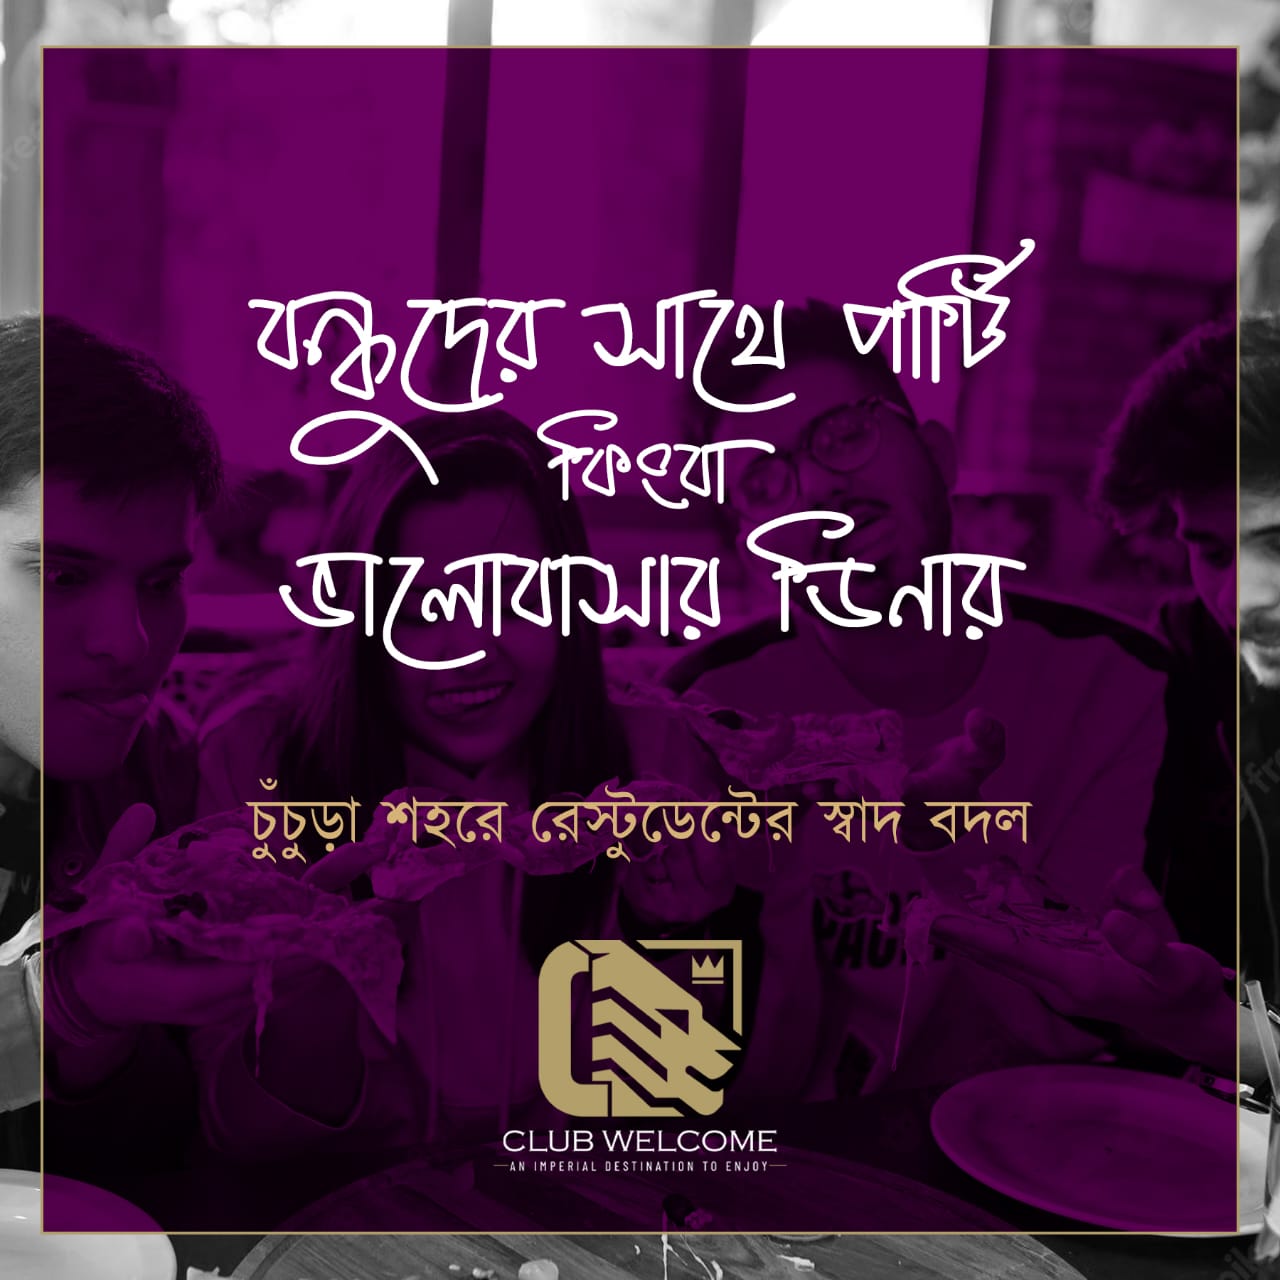 বন্ধুদের সাথে পার্টি
কিংবা
ভালোবাসার ডিনার
চুঁচুড়া শহরে রেস্টুডেন্টের স্বাদ বদল
CLUB WELCOME
AN IMPERIAL DESTINATION TO ENJOY